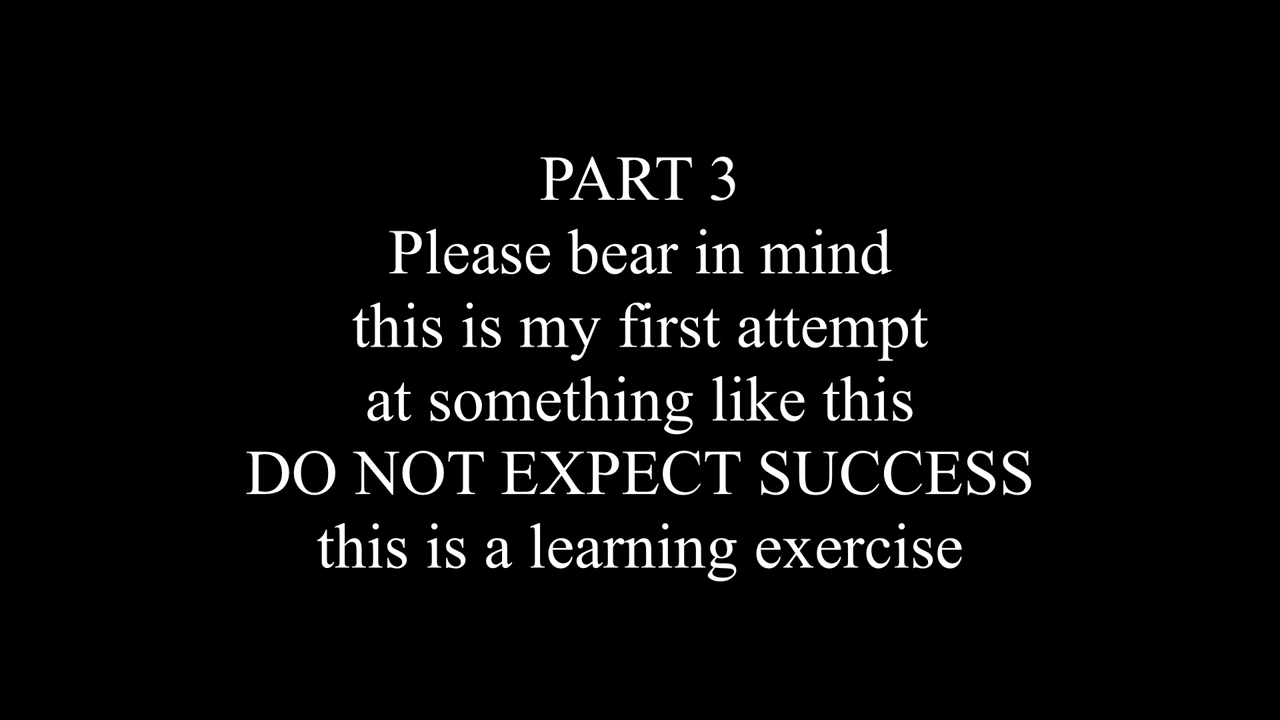 PART 3
Please bear in mind
this is my first attempt
at something like this
DO NOT EXPECT SUCCESS
this is a learning exercise